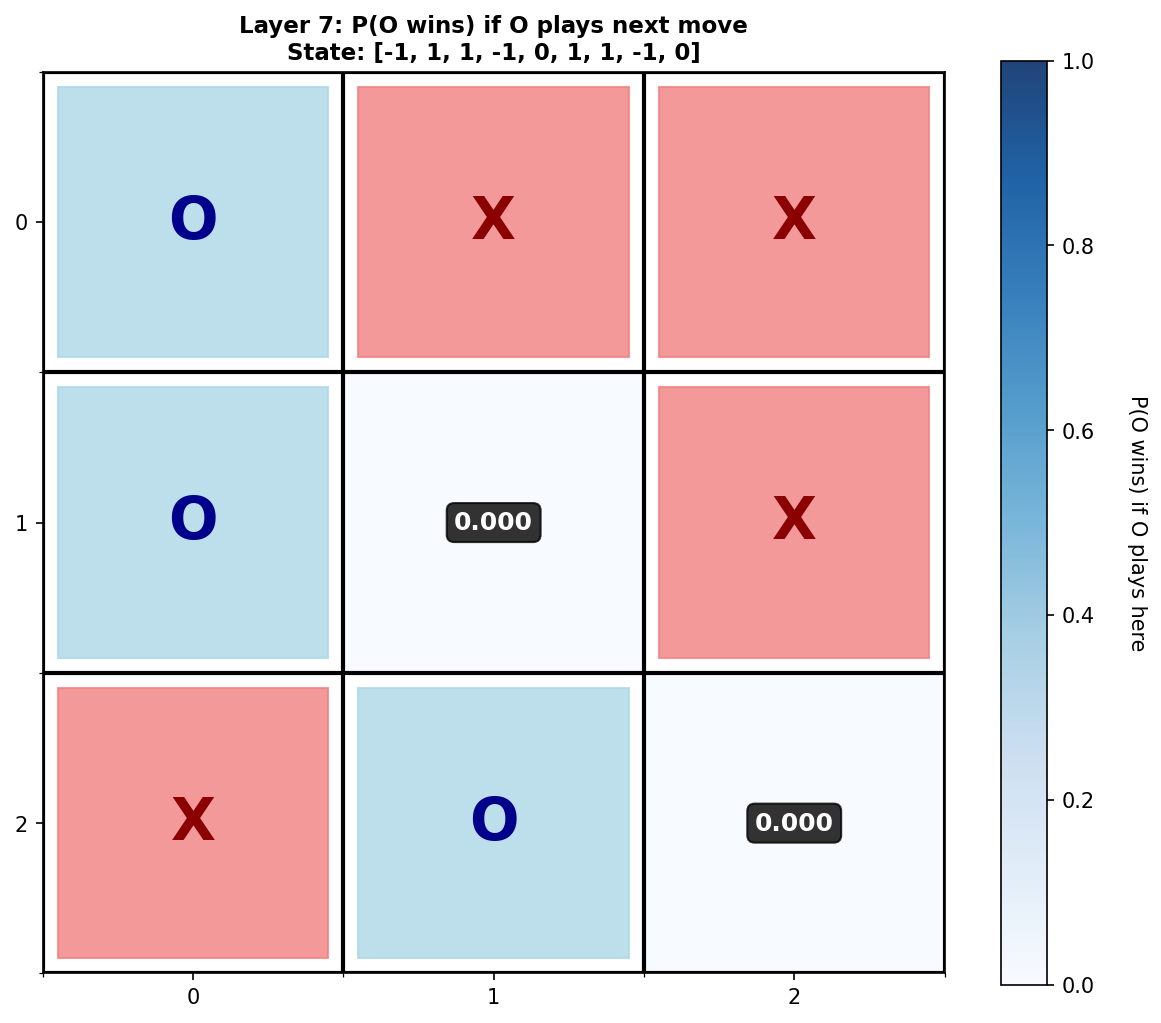 Layer 7: P(O wins) if O plays next move
State: [-1, 1, 1, -1, 0, 1, 1, -1, 0]
0
O
X
X
1
O
0.000
X
2
X
O
0.000
0
1
2
1.0
0.8
0.6
0.4
0.2
0.0
P(O wins) if O plays here